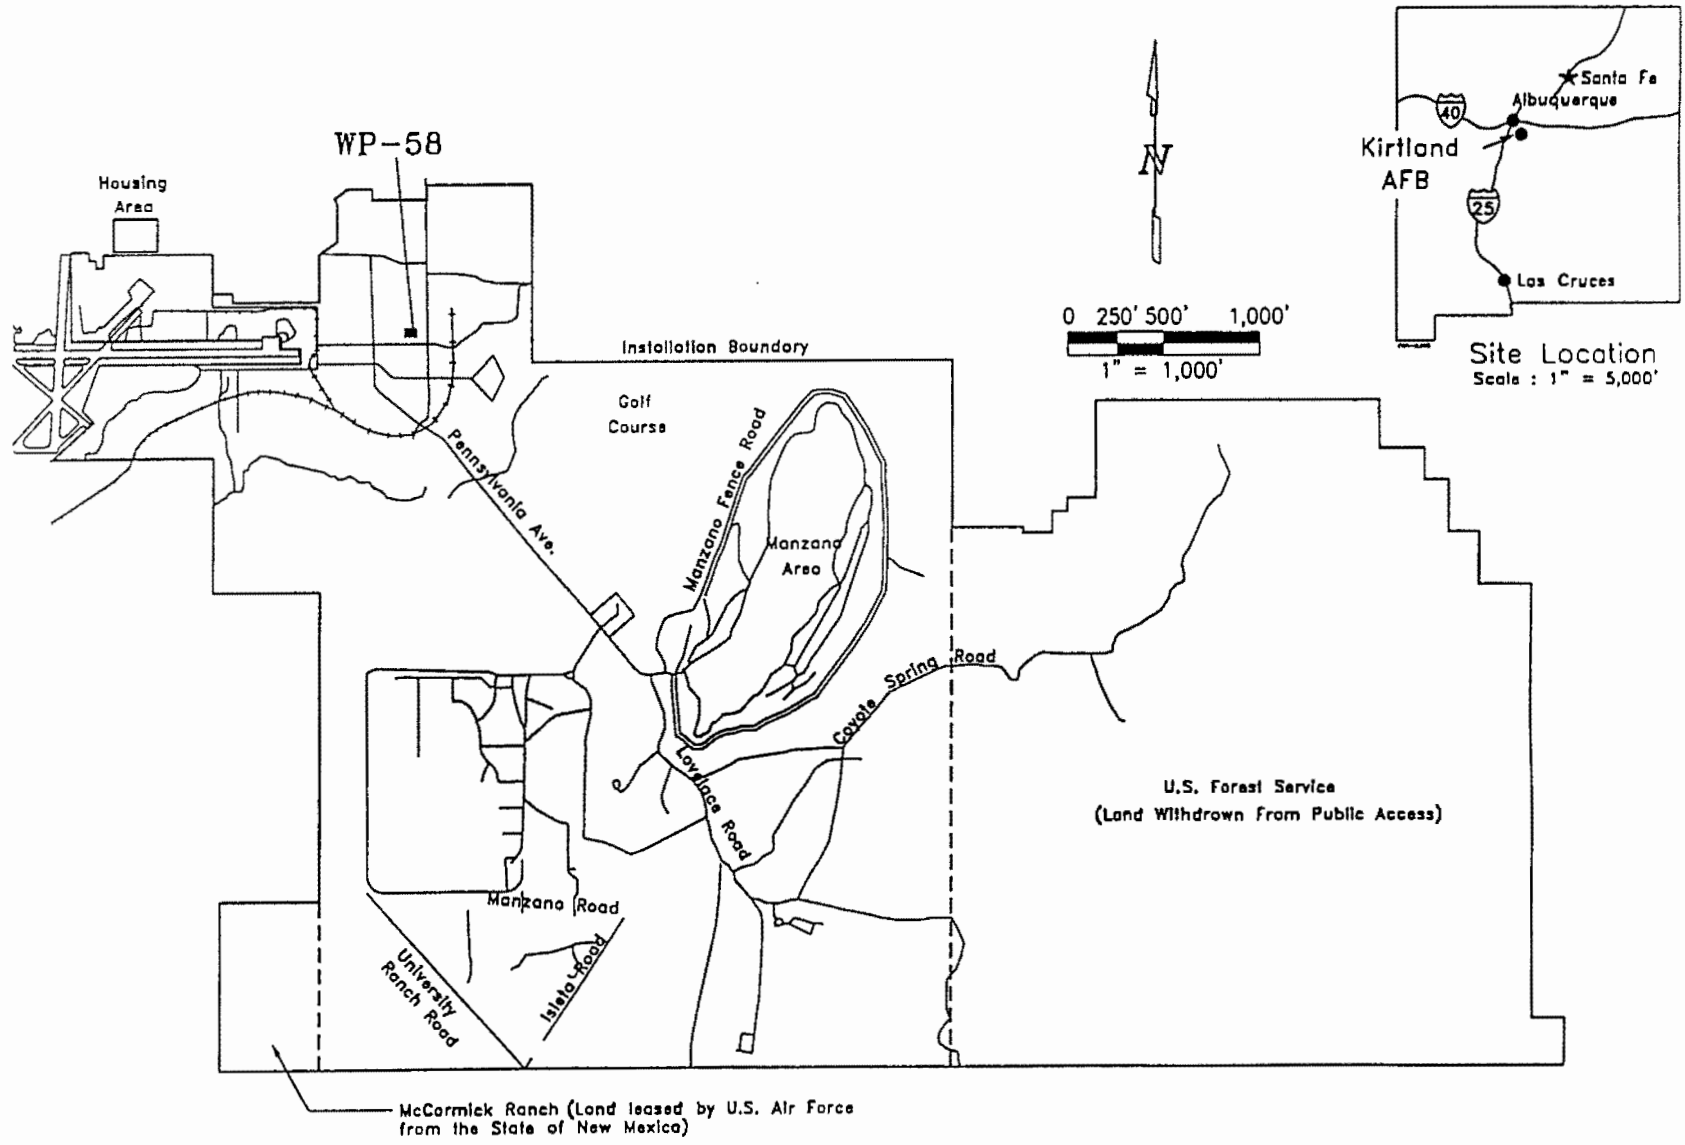 Santa Fe
Albuquerque
40
Kirtland
AFB
25
Las Cruces
Site Location
Scale : 1" = 5,000'
N
0 250' 500' 1,000'
1" = 1,000'
WP-58
Housing
Area
Installation Boundary
Golf
Course
Pennsylvania Ave.
Manzano Fence Road
Manzano
Area
Coyote Spring Road
Lovelace Road
U.S. Forest Service
(Land Withdrawn From Public Access)
Manzano Road
University
Ranch Road
Isleta Road
McCormick Ranch (Land leased by U.S. Air Force
from the State of New Mexico)